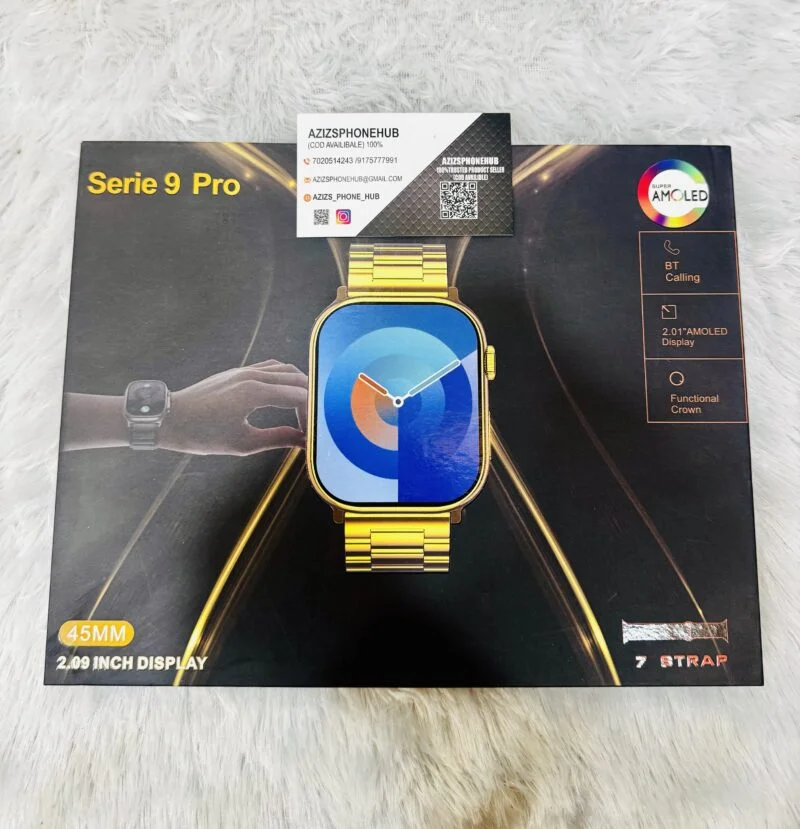 AZIZSPHONEHUB
(COD AVAILIBALE) 100%
7020514243 /9175777991
AZIZSPHONEHUB@GMAIL.COM
AZIZS_PHONE_HUB
AZIZSPHONEHUB
100%TRUSTED PRODUCT SELLER
(COD AVAILIBLE)
Serie 9 Pro
SUPER
AMOLED
BT
Calling
2.01"AMOLED
Display
Functional
Crown
45MM
2.09 INCH DISPLAY
7 STRAP